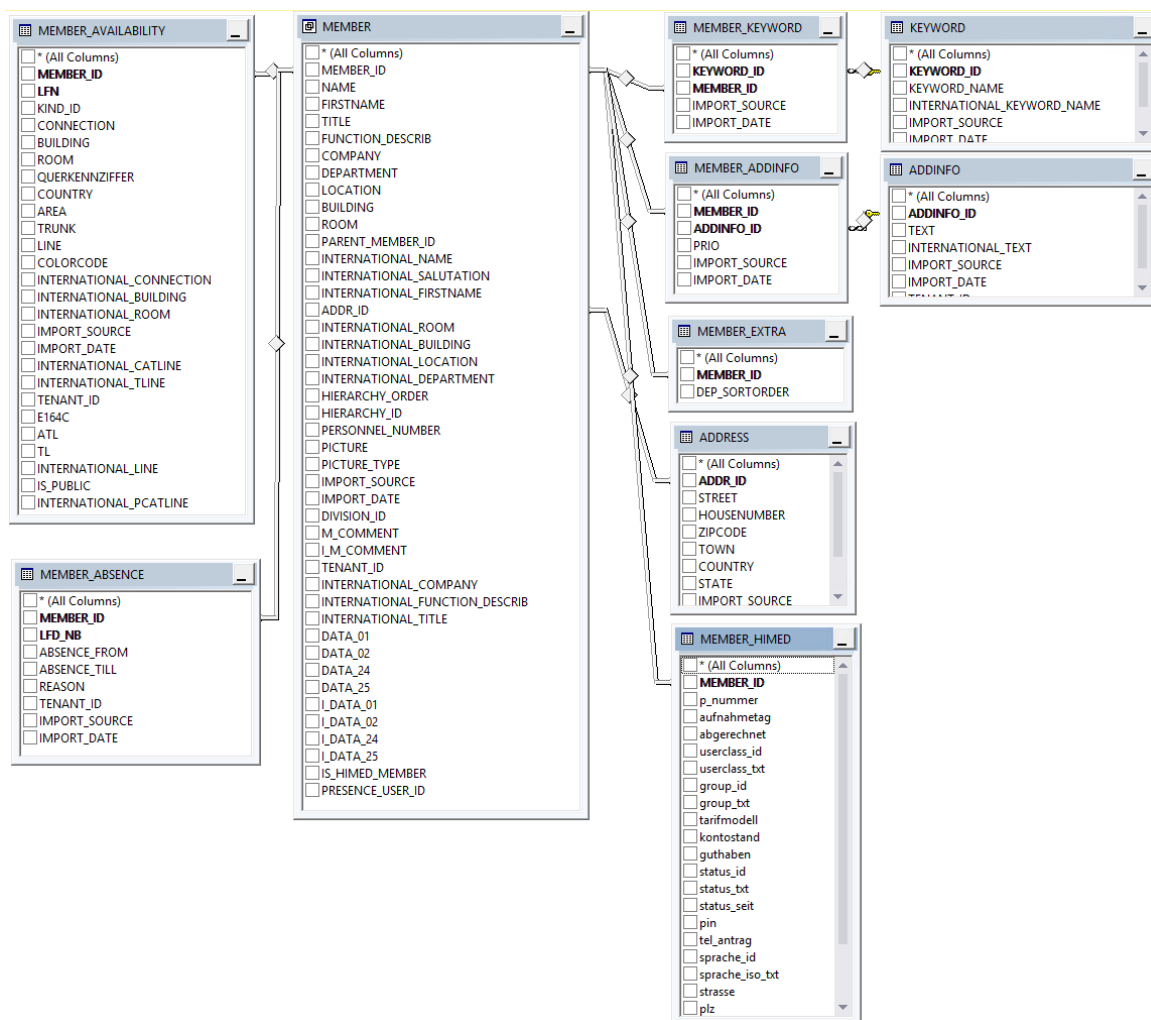 MEMBER_AVAILABILITY
* (All Columns)
MEMBER_ID
LFN
KIND_ID
CONNECTION
BUILDING
ROOM
QUERKENNZIFFER
COUNTRY
AREA
TRUNK
LINE
COLORCODE
INTERNATIONAL_CONNECTION
INTERNATIONAL_BUILDING
INTERNATIONAL_ROOM
IMPORT_SOURCE
IMPORT_DATE
INTERNATIONAL_CATLINE
INTERNATIONAL_TLINE
TENANT_ID
E164C
ATL
TL
INTERNATIONAL_LINE
IS_PUBLIC
INTERNATIONAL_PCATLINE
MEMBER_ABSENCE
* (All Columns)
MEMBER_ID
LFD_NB
ABSENCE_FROM
ABSENCE_TILL
REASON
TENANT_ID
IMPORT_SOURCE
IMPORT_DATE
MEMBER
* (All Columns)
MEMBER_ID
NAME
FIRSTNAME
TITLE
FUNCTION_DESCRIB
COMPANY
DEPARTMENT
LOCATION
BUILDING
ROOM
PARENT_MEMBER_ID
INTERNATIONAL_NAME
INTERNATIONAL_SALUTATION
INTERNATIONAL_FIRSTNAME
ADDR_ID
INTERNATIONAL_ROOM
INTERNATIONAL_BUILDING
INTERNATIONAL_LOCATION
INTERNATIONAL_DEPARTMENT
HIERARCHY_ORDER
HIERARCHY_ID
PERSONNEL_NUMBER
PICTURE
PICTURE_TYPE
IMPORT_SOURCE
IMPORT_DATE
DIVISION_ID
M_COMMENT
I_M_COMMENT
TENANT_ID
INTERNATIONAL_COMPANY
INTERNATIONAL_FUNCTION_DESCRIB
INTERNATIONAL_TITLE
DATA_01
DATA_02
DATA_24
DATA_25
I_DATA_01
I_DATA_02
I_DATA_24
I_DATA_25
IS_HIMED_MEMBER
PRESENCE_USER_ID
MEMBER_KEYWORD
* (All Columns)
KEYWORD_ID
MEMBER_ID
IMPORT_SOURCE
IMPORT_DATE
KEYWORD
* (All Columns)
KEYWORD_ID
KEYWORD_NAME
INTERNATIONAL_KEYWORD_NAME
IMPORT_SOURCE
IMPORT_DATE
MEMBER_ADDINFO
* (All Columns)
MEMBER_ID
ADDINFO_ID
PRIO
IMPORT_SOURCE
IMPORT_DATE
ADDINFO
* (All Columns)
ADDINFO_ID
TEXT
INTERNATIONAL_TEXT
IMPORT_SOURCE
IMPORT_DATE
TENANT_ID
MEMBER_EXTRA
* (All Columns)
MEMBER_ID
DEP_SORTORDER
ADDRESS
* (All Columns)
ADDR_ID
STREET
HOUSENUMBER
ZIPCODE
TOWN
COUNTRY
STATE
IMPORT_SOURCE
MEMBER_HIMED
* (All Columns)
MEMBER_ID
p_nummer
aufnahmetag
abgerechnet
userclass_id
userclass_txt
group_id
group_txt
tarifmodell
kontostand
guthaben
status_id
status_txt
status_seit
pin
tel_antrag
sprache_id
sprache_iso_txt
strasse
plz